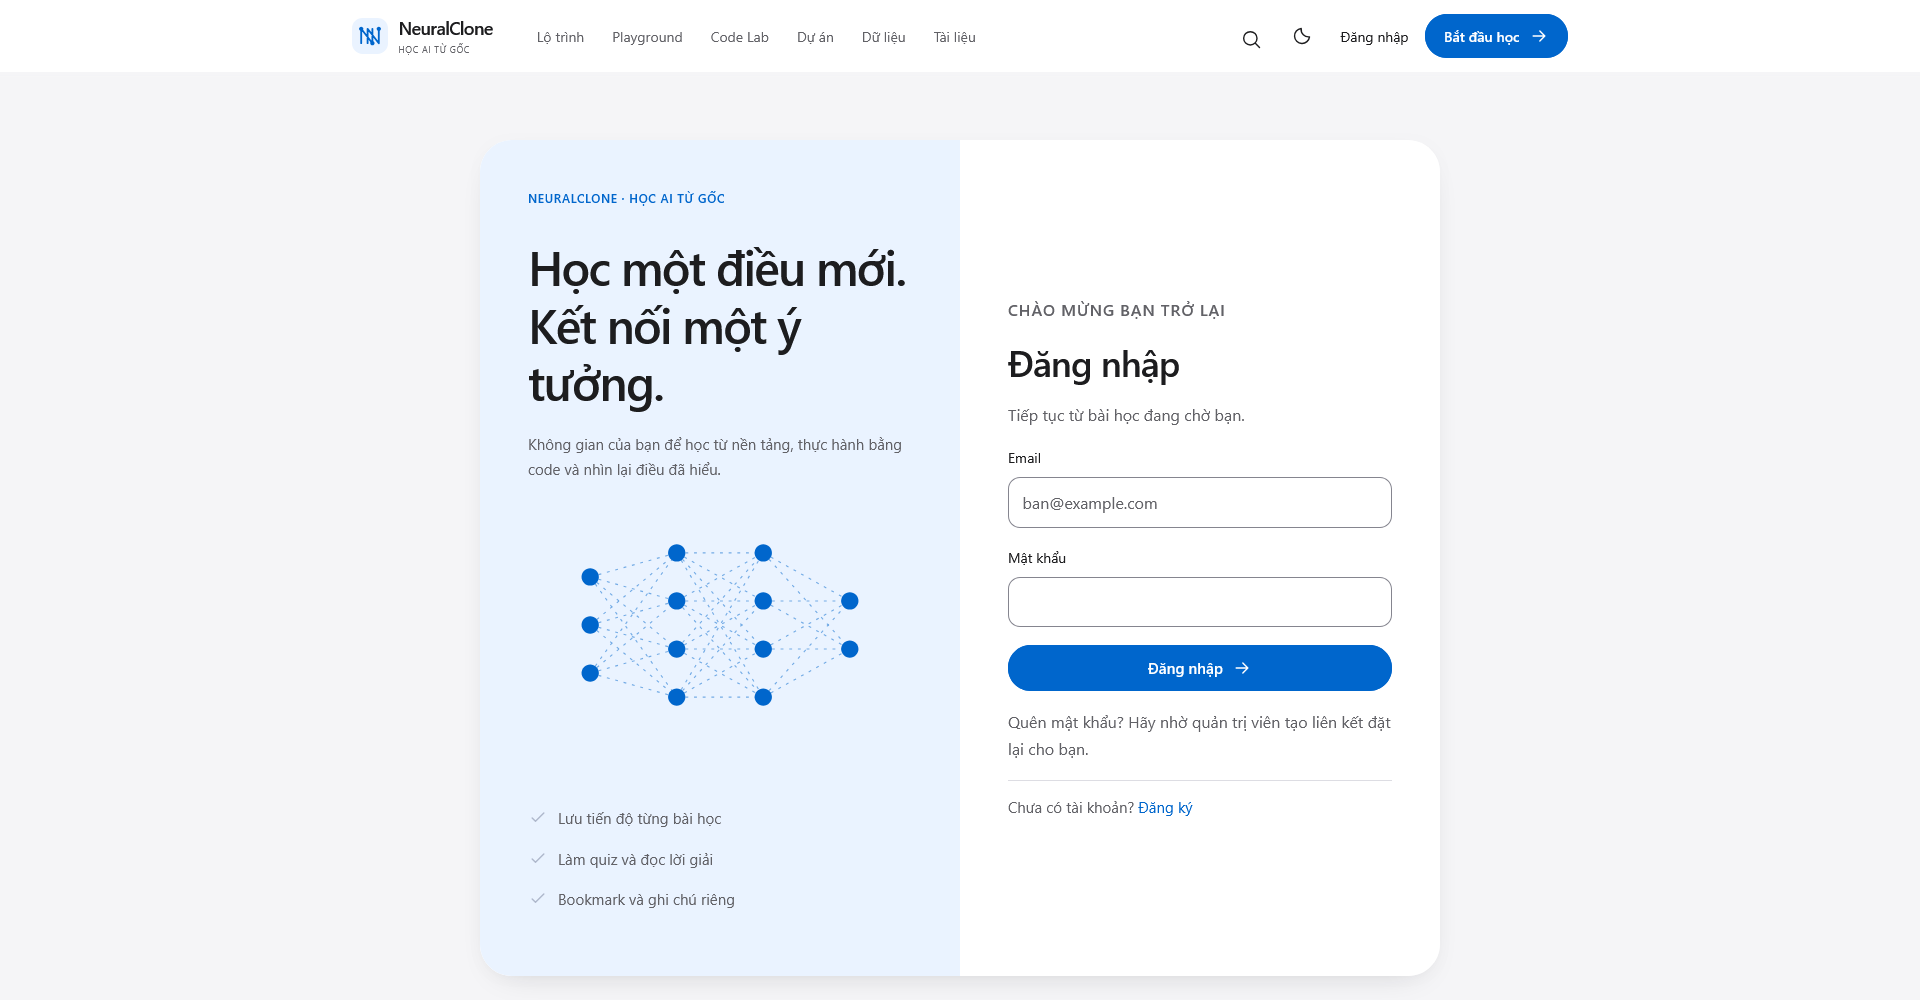 NeuralClone
HỌC AI TỪ GỐC
Lộ trình
Playground
Code Lab
Dự án
Dữ liệu
Tài liệu
Đăng nhập
Bắt đầu học
NEURALCLONE · HỌC AI TỪ GỐC
Học một điều mới.
Kết nối một ý
tưởng.
Không gian của bạn để học từ nền tảng, thực hành bằng
code và nhìn lại điều đã hiểu.
Lưu tiến độ từng bài học
Làm quiz và đọc lời giải
Bookmark và ghi chú riêng
CHÀO MỪNG BẠN TRỞ LẠI
Đăng nhập
Tiếp tục từ bài học đang chờ bạn.
Email
ban@example.com
Mật khẩu
Đăng nhập
Quên mật khẩu? Hãy nhờ quản trị viên tạo liên kết đặt
lại cho bạn.
Chưa có tài khoản? Đăng ký